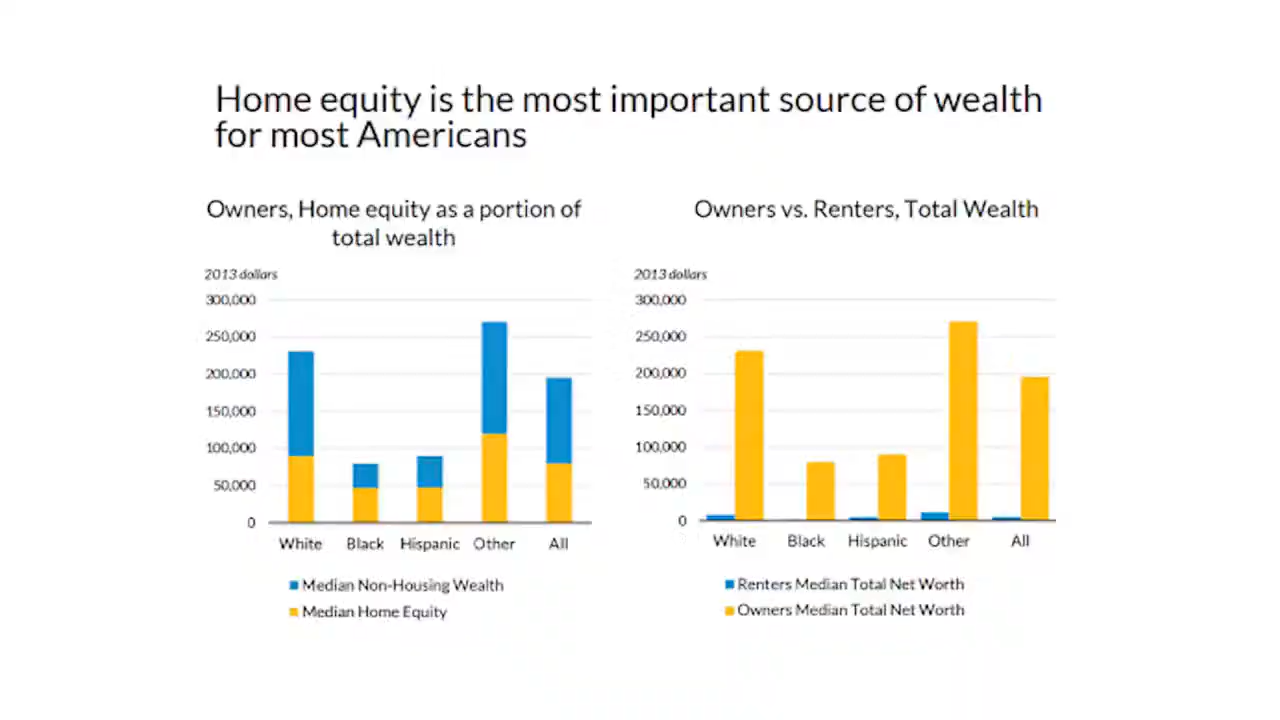 Home equity is the most important source of wealth
for most Americans
Owners, Home equity as a portion of
total wealth
2013 dollars
300,000
250,000
200,000
150,000
100,000
50,000
0
White Black Hispanic Other All
Median Non-Housing Wealth
Median Home Equity
Owners vs. Renters, Total Wealth
2013 dollars
300,000
250,000
200,000
150,000
100,000
50,000
0
White Black Hispanic Other All
Renters Median Total Net Worth
Owners Median Total Net Worth